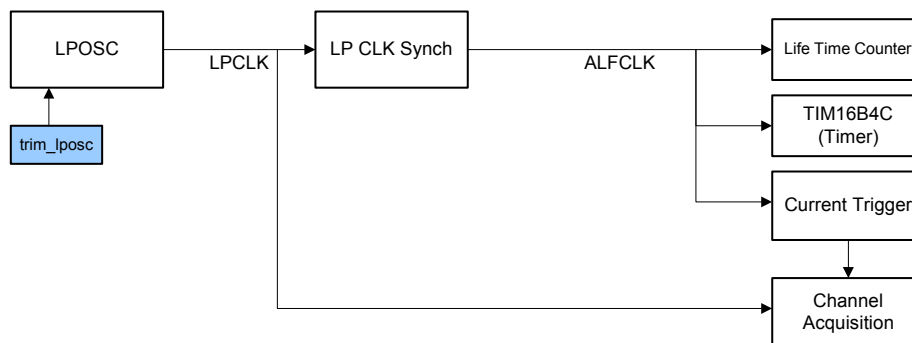 LPOSC
LPCLK
LP CLK Synch
ALFCLK
Life Time Counter
trim_lposc
TIM16B4C
(Timer)
Current Trigger
Channel
Acquisition